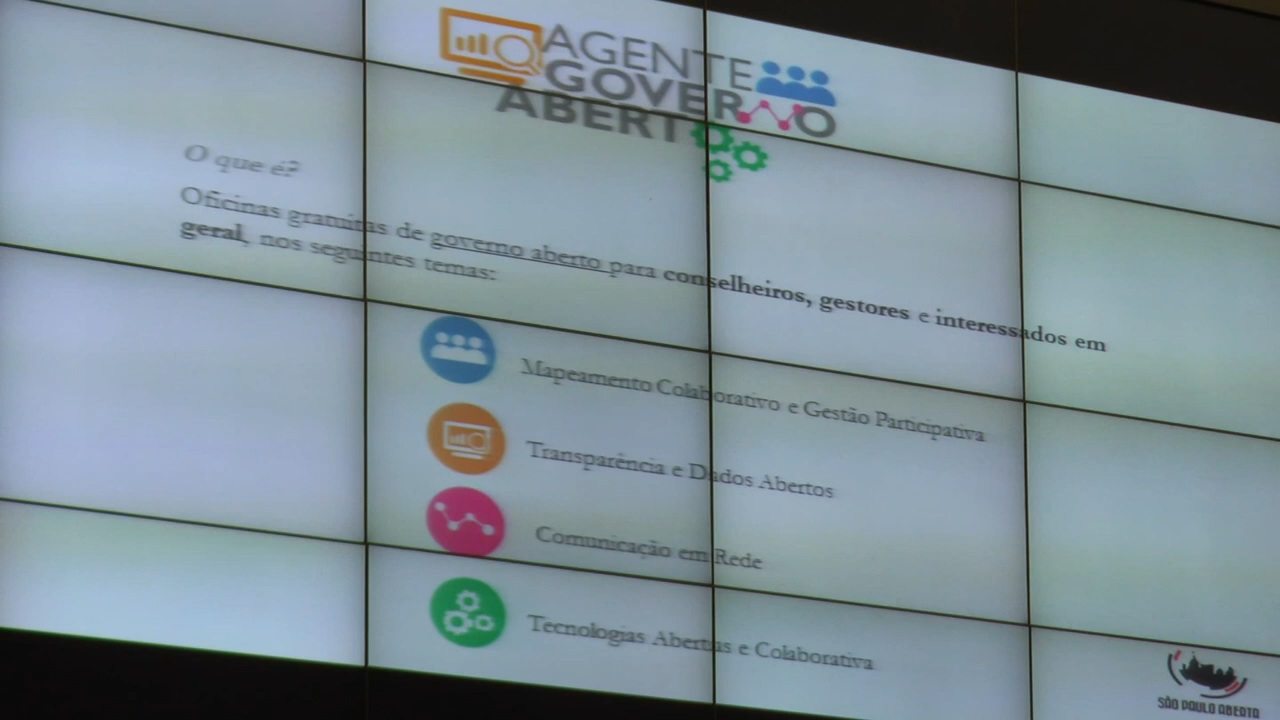 AGENTE
GOVERNO
ABERTO
O que é?
Oficinas gratuitas de governo aberto para conselheiros, gestores e interessados em
geral, nos seguintes temas:
Mapeamento Colaborativo e Gestão Participativa
Transparência e Dados Abertos
Comunicação em Rede
Tecnologias Abertas e Colaborativa
SÃO PAULO ABERTO